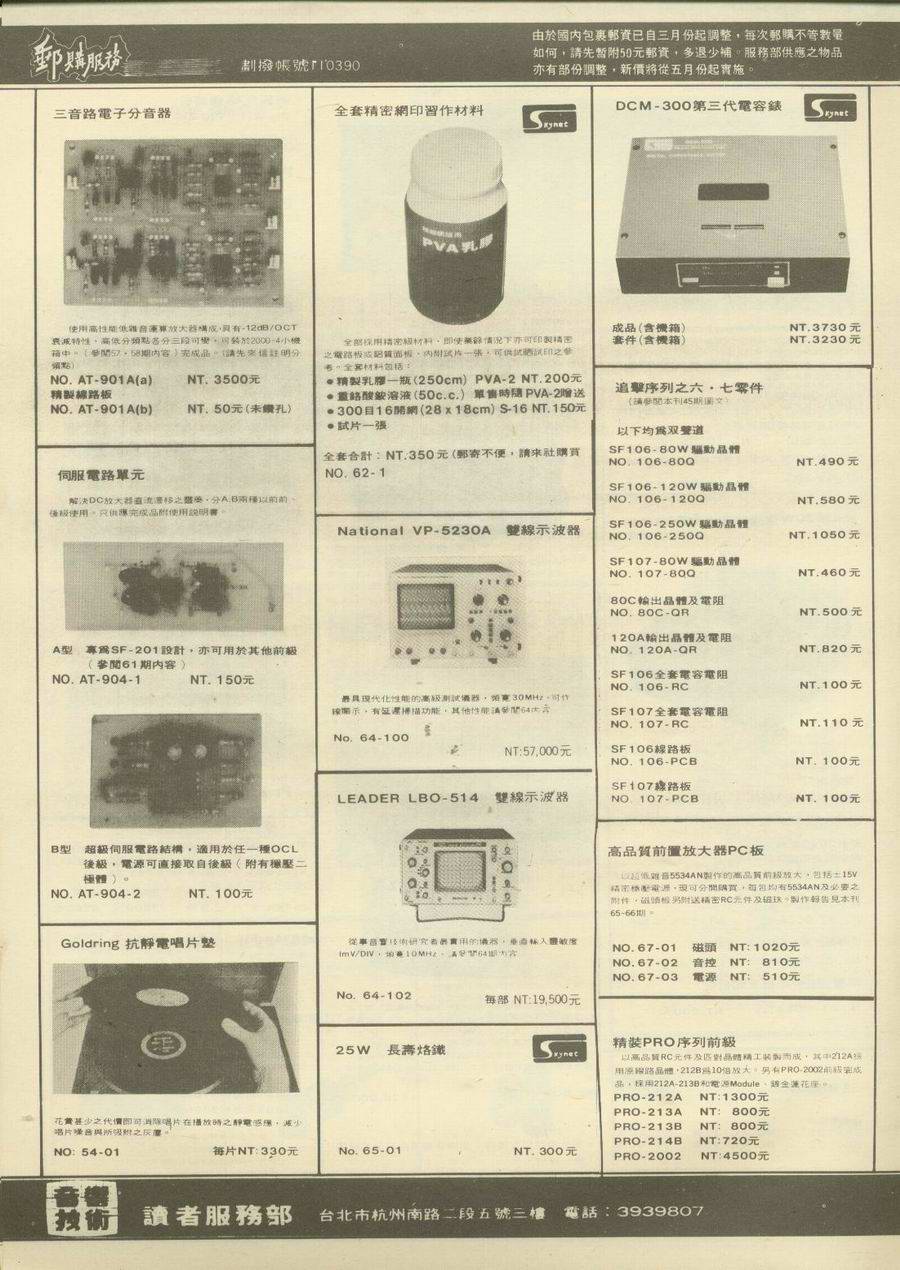 郵購服務
劃撥帳號110390
由於國內包裹郵資已自三月份起調整，每次郵購不管數量
如何，請先暫附50元郵資，多退少補。服務部供應之物品
亦有部份調整，新價將從五月份起實施。
三音路電子分音器
使用高性能低雜音運算放大器構成，具有-12dB/OCT
衰減特性，高低分頻點各分三段可變，可裝於2000-4小機
箱中。（參閱57，58期內容）完成品。（請先來信註明分
頻點）
NO. AT-901A(a) NT. 3500元
精製線路板
NO. AT-901A(b) NT. 50元(未鑽孔)
伺服電路單元
解決DC放大器直流漂移之靈藥，分A,B兩種以前前、
後級使用。只供應完成品附使用說明書。
A型 專為SF-201設計，亦可用於其他前級
（參閱61期內容）
NO. AT-904-1 NT. 150元
B型 超級伺服電路結構，適用於任一種OCL
後級，電源可直接取自後級（附有穩壓二
極體）。
NO. AT-904-2 NT. 100元
Goldring 抗靜電唱片墊
花費甚少之代價即可消除唱片在播放時之靜電感應，減少
唱片噪音與所吸附之灰塵。
NO: 54-01 每片NT:330元
全套精密網印習作材料
Skynet
PVA乳膠
全部採用精密級材料，即使業餘情況下亦可印製精密
之電路板或鋁質面板，內附試片一張，可供試晒試印之參
考。全套材料包括：
●精製乳膠一瓶(250cm) PVA-2 NT.200元
●重鉻酸銨溶液(50c.c.) 單售時隨PVA-2贈送
●300目16開網(28x18cm) S-16 NT.150元
●試片一張
全套合計：NT.350元(郵寄不便，請來社購買
NO. 62-1
National VP-5230A 雙線示波器
最具現代化性能的高級測試儀器，頻寬30MHz，可作
線顯示，有延遲掃描功能，其他性能請參閱64
No. 64-100
NT:57,000元
LEADER LBO-514 雙線示波器
從事音響技術研究者最實用的儀器，垂直輸入靈敏度
1mV/DIV，頻寬10MHz，請參閱64期
No. 64-102
每部 NT:19,500元
25W 長壽烙鐵
Skynet
No. 65-01 NT. 300元
DCM-300第三代電容錶
Skynet
成品(含機箱) NT.3730元
套件(含機箱) NT.3230元
追擊序列之六・七零件
（請參閱本刊45期圖文）
以下均為双聲道
SF106-80W驅動晶體
NO. 106-80Q NT.490元
SF106-120W驅動晶體
NO. 106-120Q NT.580元
SF106-250W驅動晶體
NO. 106-250Q NT.1050元
SF107-80W驅動晶體
NO. 107-80Q NT.460元
80C輸出晶體及電阻
NO. 80C-QR NT.500元
120A輸出晶體及電阻
NO. 120A-QR NT.820元
SF106全套電容電阻
NO. 106-RC NT.100元
SF107全套電容電阻
NO. 107-RC NT.110元
SF106線路板
NO. 106-PCB NT. 100元
SF107線路板
NO. 107-PCB NT. 100元
高品質前置放大器PC板
以超低雜音5534AN製作的高品質前級放大，包括±15V
精密穩壓電源，現可分開購買，每包均有5534AN及必要之
附件，磁頭板另附送精密RC元件及磁珠。製作報告見本刊
65-66期。
NO.67-01 磁頭 NT:1020元
NO.67-02 音控 NT: 810元
NO.67-03 電源 NT: 510元
精裝PRO序列前級
以高品質RC元件及匹對晶體精工裝製而成，其中212A採
用原線路晶體，212B為10倍放大。另有PRO-2002前級完成
品，採用212A-213B和電源Module、鍍金蓮花座。
PRO-212A NT:1300元
PRO-213A NT: 800元
PRO-213B NT: 800元
PRO-214B NT:720元
PRO-2002 NT:4500元
音響
技術
讀者服務部
台北市杭州南路二段五號三樓 電話：3939807